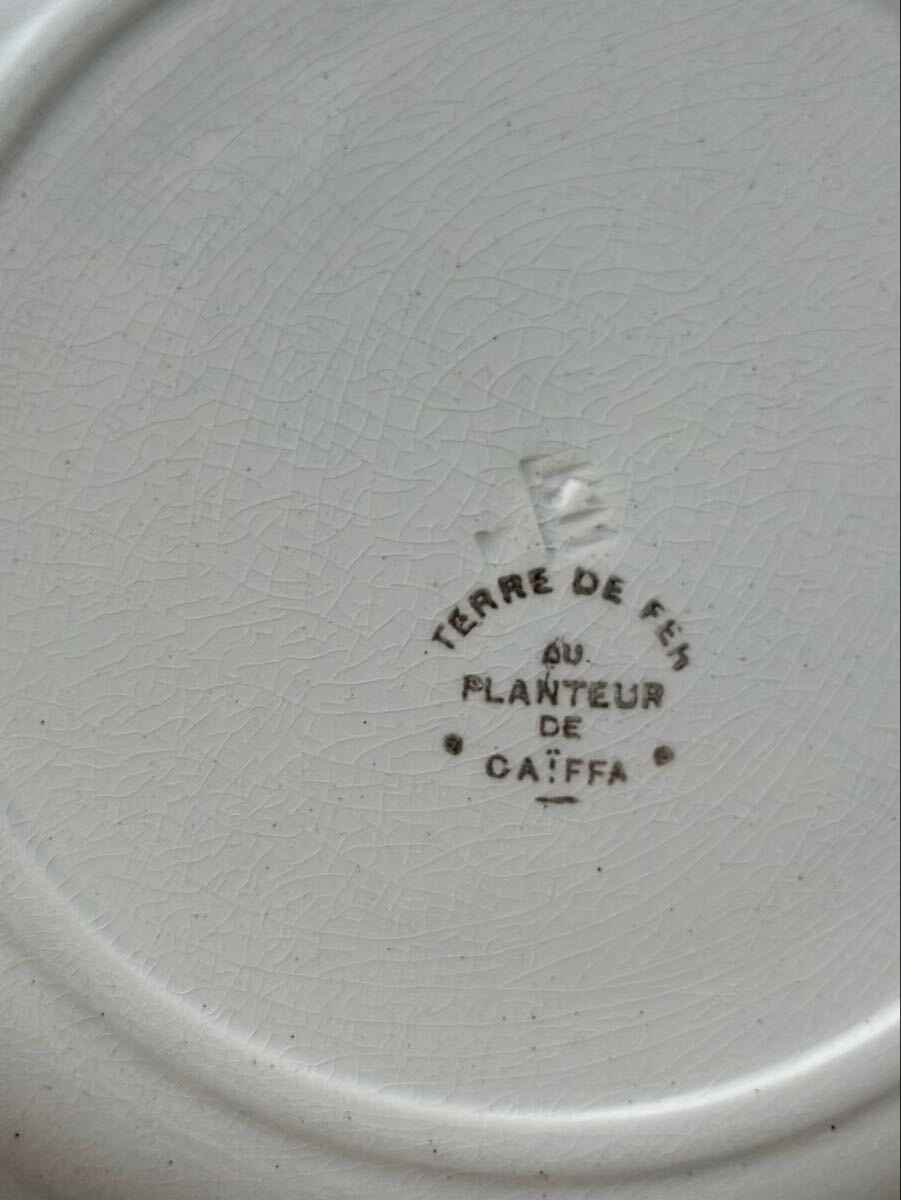 TERRE DE FER
AU
PLANTEUR
DE
CAÏFFA